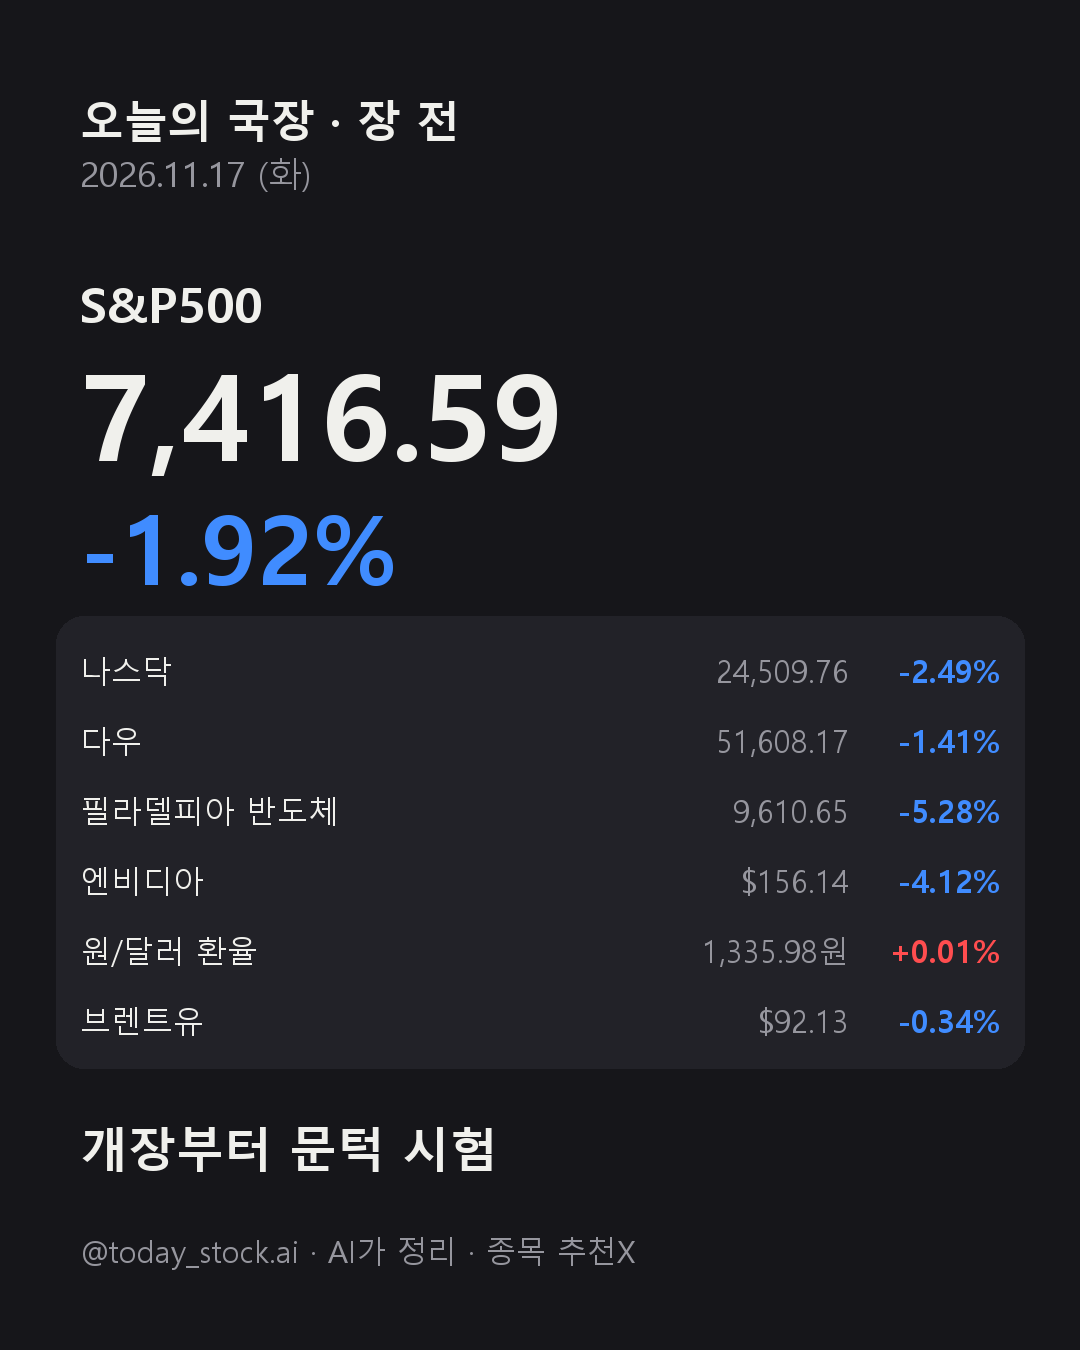 오늘의 국장 · 장 전
2026.11.17 (화)
S&P500
7,416.59
-1.92%
나스닥 24,509.76 -2.49%
다우 51,608.17 -1.41%
필라델피아 반도체 9,610.65 -5.28%
엔비디아 $156.14 -4.12%
원/달러 환율 1,335.98원 +0.01%
브렌트유 $92.13 -0.34%
개장부터 문턱 시험
@today_stock.ai · AI가 정리 · 종목 추천X